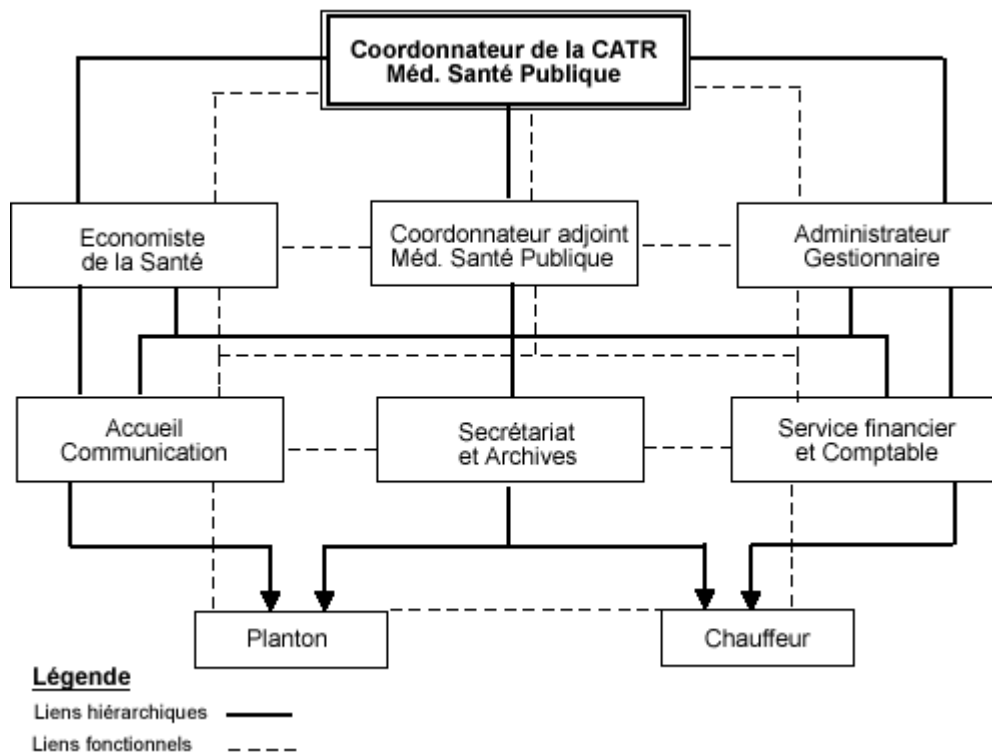 Coordonnateur de la CATR
Méd. Santé Publique
Economiste
de la Santé
Coordonnateur adjoint
Méd. Santé Publique
Administrateur
Gestionnaire
Accueil
Communication
Secrétariat
et Archives
Service financier
et Comptable
Planton
Chauffeur
Légende
Liens hiérarchiques
Liens fonctionnels